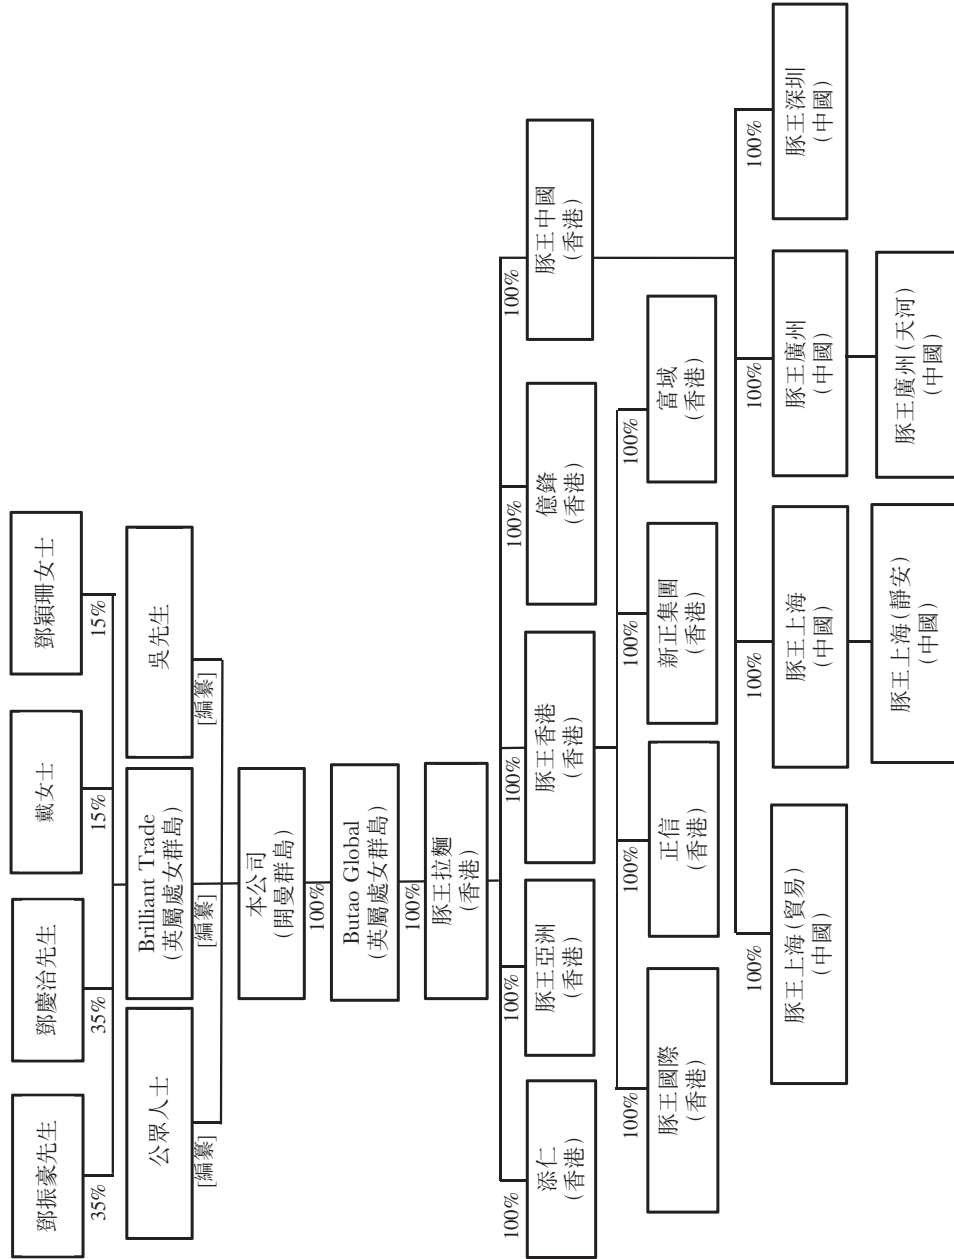 鄧振豪先生
鄧慶治先生
戴女士
鄧穎珊女士
35%
35%
15%
15%
公眾人士
Brilliant Trade
(英屬處女群島)
吳先生
[編纂]
[編纂]
[編纂]
本公司
(開曼群島)
100%
Butao Global
(英屬處女群島)
100%
豚王拉麵
(香港)
100%
100%
100%
100%
100%
添仁
(香港)
豚王亞洲
(香港)
豚王香港
(香港)
億鋒
(香港)
豚王中國
(香港)
100%
100%
100%
100%
豚王國際
(香港)
正信
(香港)
新正集團
(香港)
富域
(香港)
100%
100%
100%
100%
豚王上海(貿易)
(中國)
豚王上海
(中國)
豚王廣州
(中國)
豚王深圳
(中國)
豚王上海(靜安)
(中國)
豚王廣州(天河)
(中國)